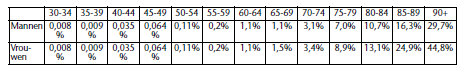 30-34 35-39 40-44 45-49 50-54 55-59 60-64 65-69 70-74 75-79 80-84 85-89 90+
Mannen 0,008 % 0,009 % 0,035 % 0,064 % 0,11% 0,2% 1,1% 1,1% 3,1% 7,0% 10,7% 16,3% 29,7%
Vrou-wen 0,008 % 0,009 % 0,035 % 0,064 % 0,11% 0,2% 1,1% 1,5% 3,4% 8,9% 13,1% 24,9% 44,8%